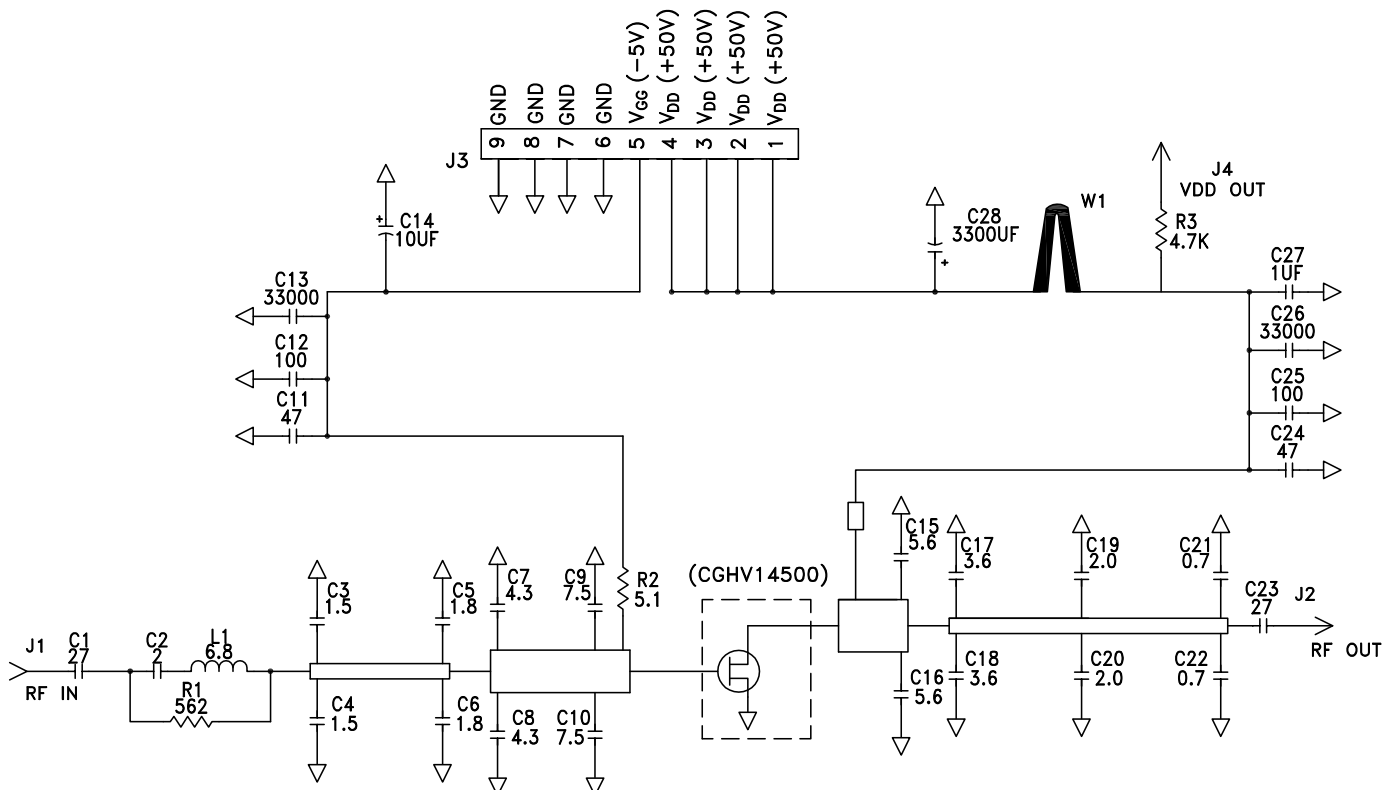 GND
GND
GND
GND
VGG (-5V)
VDD (+50V)
VDD (+50V)
VDD (+50V)
VDD (+50V)
J3
9
8
7
6
5
4
3
2
1
C14
10UF
C28
3300UF
+
+
W1
J4
VDD OUT
R3
4.7K
C13
33000
C12
100
C11
47
C27
1UF
C26
33000
C25
100
C24
47
J1
RF IN
C1
27
C2
2
L1
6.8
R1
562
C3
1.5
C4
1.5
C5
1.8
C6
1.8
C7
4.3
C8
4.3
C9
7.5
C10
7.5
R2
5.1
(CGHV14500)
C15
5.6
C16
5.6
C17
3.6
C18
3.6
C19
2.0
C20
2.0
C21
0.7
C22
0.7
C23
27
J2
RF OUT